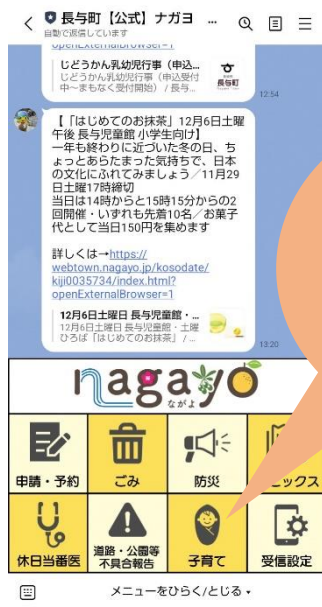 長与町【公式】ナガヨ ...
自動で返信しています
openExternalBrowser=1
じどうかん乳幼児行事（申込...
じどうかん乳幼児行事（申込受付
中～まもなく受付開始） / 長与...
長与町
12:54
【「はじめてのお抹茶」12月6日土曜
午後 長与児童館 小学生
向け】
一年も終わりに近づいた冬の日、ち
ょっとあらたまった気持ちで、日本
の文化にふれてみましょう／11月29
日土曜17時締切
当日は14時からと15時15分からの2
回開催・いずれも先着10名／お菓子
代として当日150円を集めます
詳しくは→https://
webtown.nagayo.jp/kosodate/
kiji0035734/index.html?
openExternalBrowser=1
12月6日土曜日 長与児童館・...
12月6日土曜日 長与児童館・土曜
ひろば「はじめてのお抹茶」/ ...
13:20
nagayo
ながよ
申請・予約
ごみ
防災
ックス
休日当番医
道路・公園等
不具合報告
子育て
受信設定
メニューをひらく/とじる